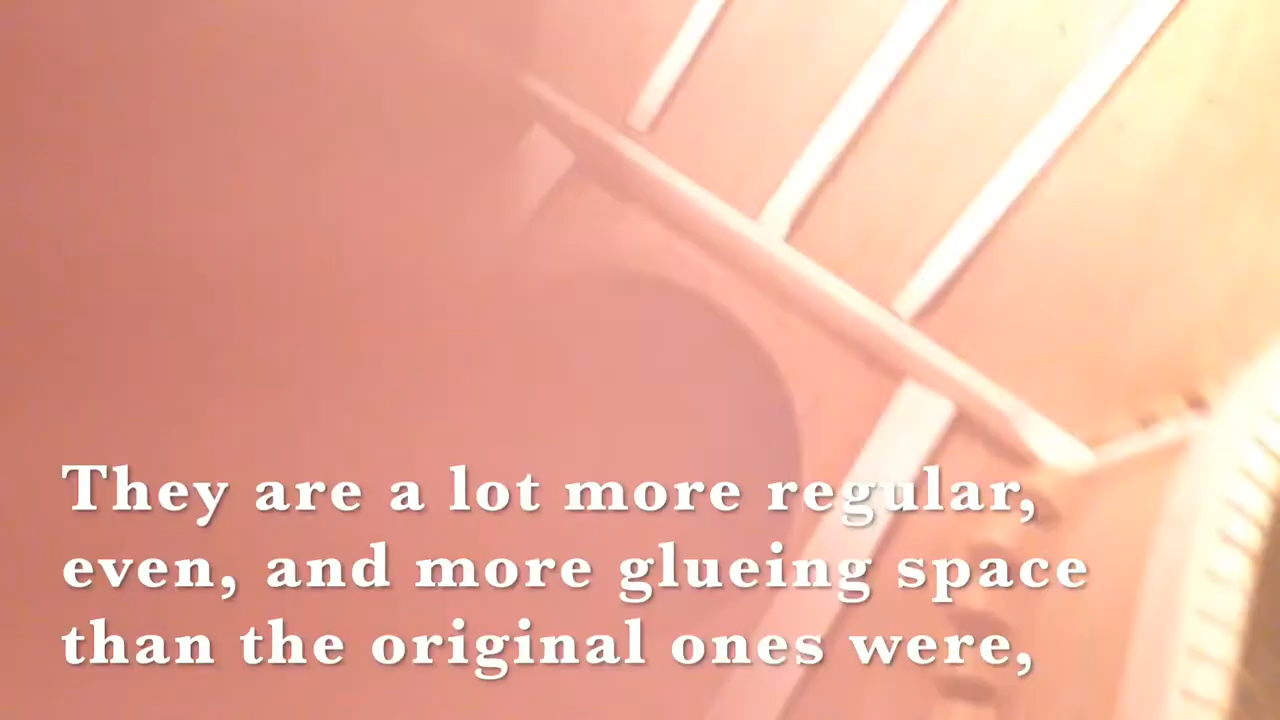 They are a lot more regular,
even, and more glueing space
than the original ones were,